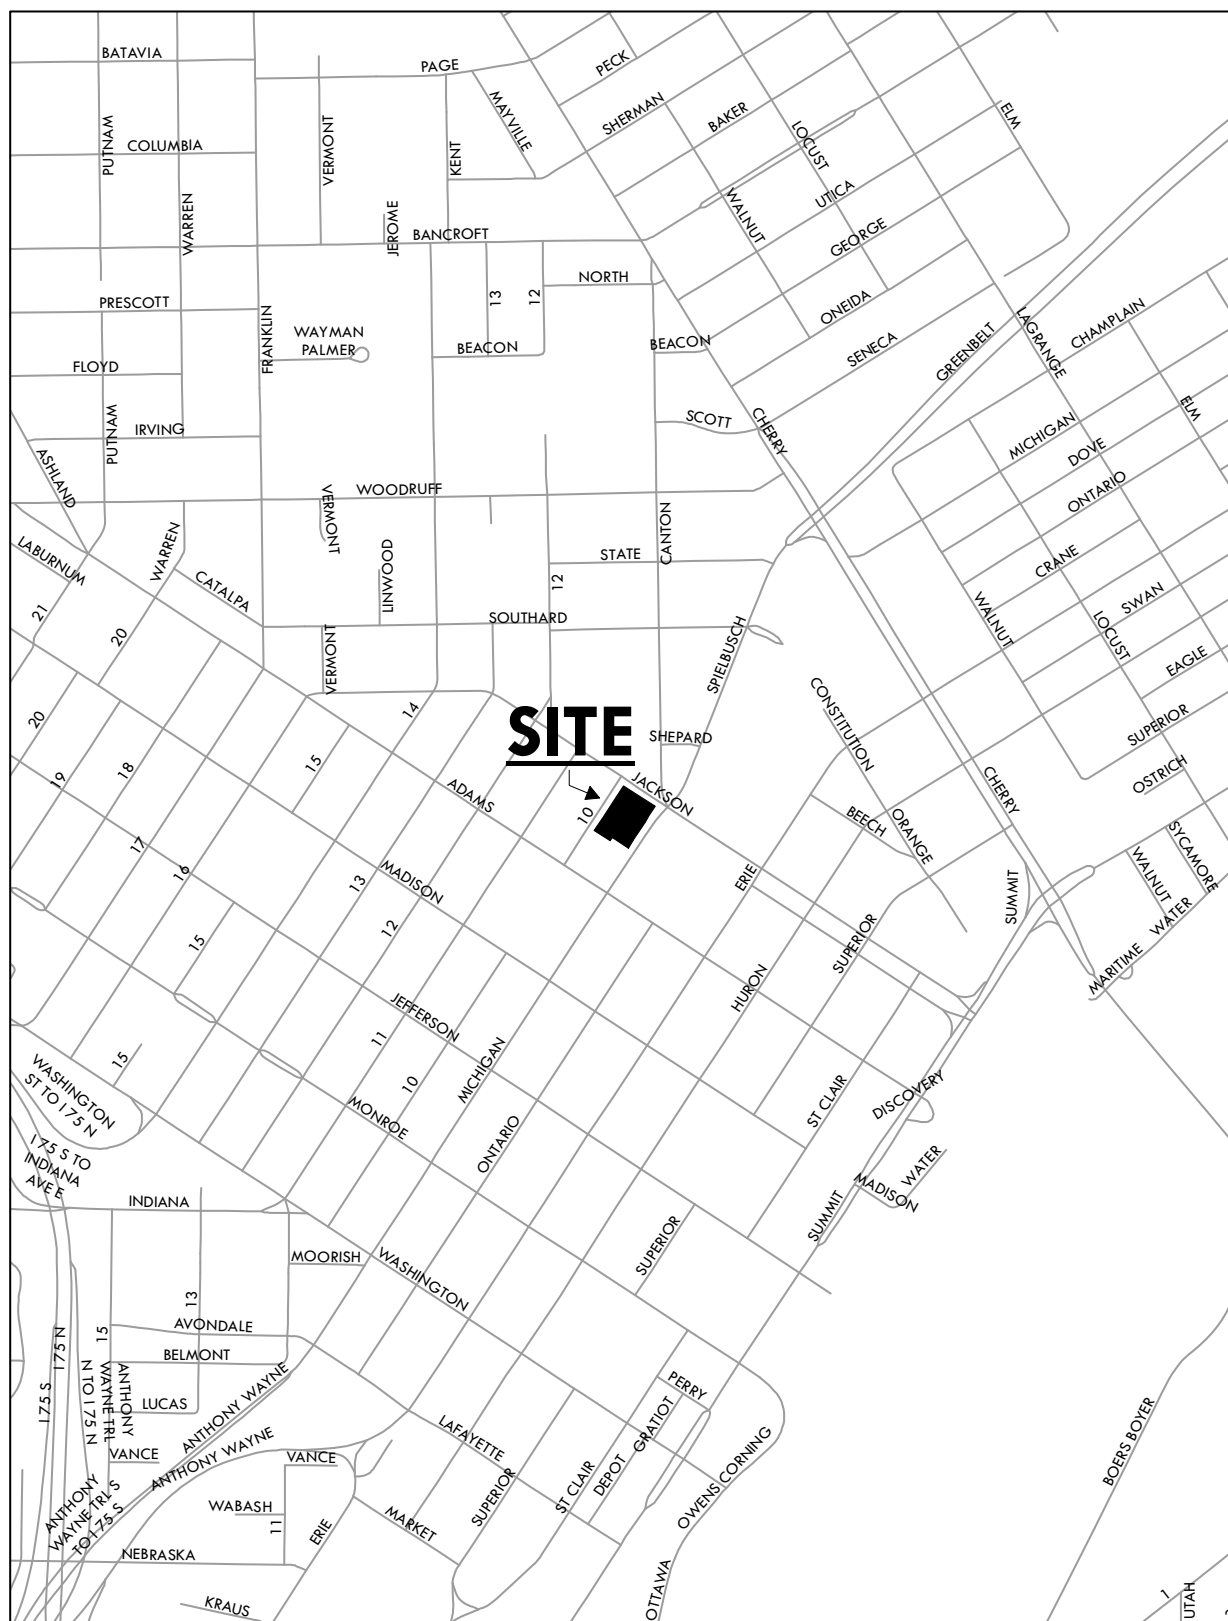 BATAVIA
PAGE
PECK
MAYVILLE
SHERMAN
BAKER
LOCUST
ELM
PUTNAM
COLUMBIA
VERMONT
KENT
WARREN
JEROME
BANCROFT
WALNUT
UTICA
GEORGE
NORTH
13
12
PRESCOTT
FRANKLIN
WAYMAN
PALMER
BEACON
BEACON
ONEIDA
SENECA
GREENBELT
LAGRANGE
CHAMPLAIN
FLOYD
PUTNAM
IRVING
SCOTT
CHERRY
MICHIGAN
DOVE
ELM
ONTARIO
ASHLAND
WOODRUFF
VERMONT
CANTON
LABURNUM
WARREN
CATALPA
LINWOOD
STATE
12
SOUTHARD
CRANE
SWAN
WALNUT
LOCUST
EAGLE
21
20
VERMONT
SPIELBUSCH
CONSTITUTION
SUPERIOR
20
14
SITE
SHEPARD
JACKSON
OSTRICH
19
18
15
ADAMS
10
CHERRY
BEECH
ORANGE
SYCAMORE
WALNUT
17
16
13
MADISON
ERIE
SUMMIT
WATER
MARITIME
15
12
SUPERIOR
HURON
JEFFERSON
11
10
MICHIGAN
15
WASHINGTON
ST TO I 75 N
MONROE
ONTARIO
ST CLAIR
DISCOVERY
I 75 S TO
INDIANA
AVE E
INDIANA
WATER
MADISON
SUMMIT
SUPERIOR
MOORISH
WASHINGTON
13
AVONDALE
15
BELMONT
I 75 N
I 75 S
N TO I 75 N
ANTHONY
WAYNE TRL
LUCAS
ANTHONY WAYNE
PERRY
GRATIOT
VANCE
ANTHONY WAYNE
VANCE
LAFAYETTE
DEPOT
ST CLAIR
OWENS CORNING
BOERS BOYER
ANTHONY
WAYNE TRL S
TO I 75 S
WABASH
11
ERIE
MARKET
SUPERIOR
NEBRASKA
KRAUS
OTTAWA
1
UTAH